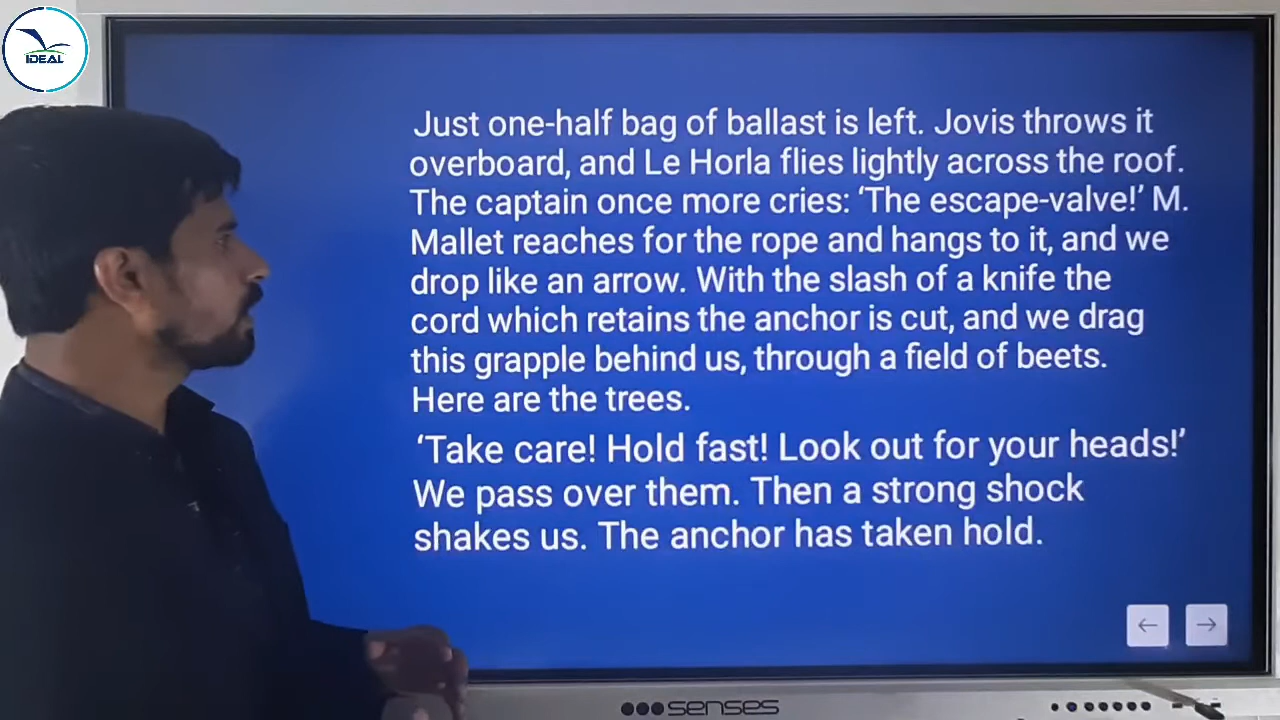 IDEAL
Just one-half bag of ballast is left. Jovis throws it
overboard, and Le Horla flies lightly across the roof.
The captain once more cries: ‘The escape-valve!’ M.
Mallet reaches for the rope and hangs to it, and we
drop like an arrow. With the slash of a knife the
cord which retains the anchor is cut, and we drag
this grapple behind us, through a field of beets.
Here are the trees.
‘Take care! Hold fast! Look out for your heads!’
We pass over them. Then a strong shock
shakes us. The anchor has taken hold.
senses